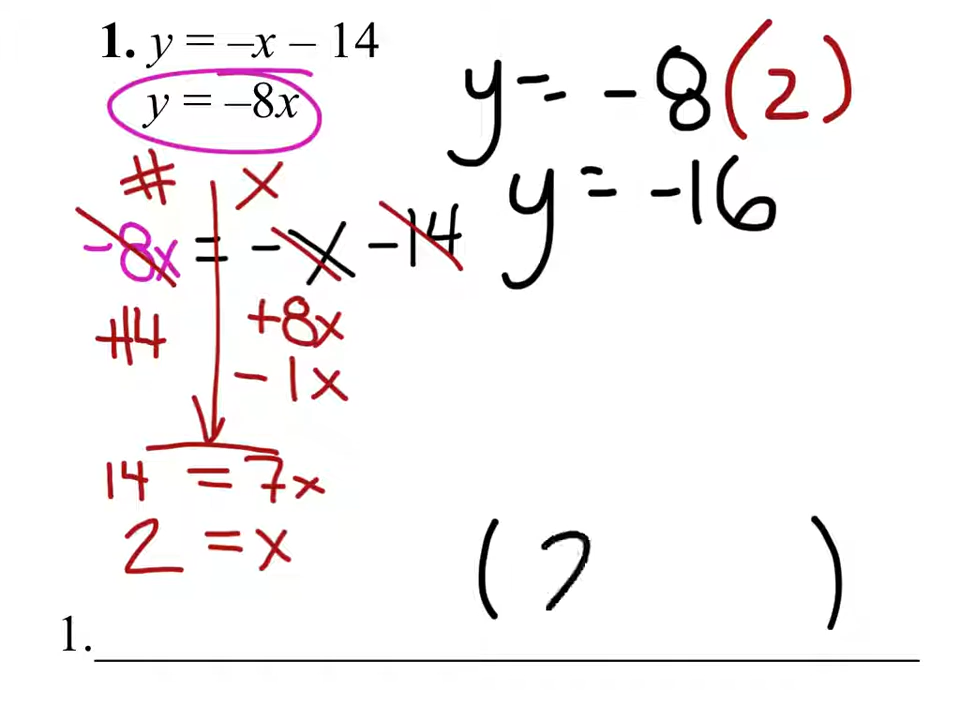 1. y = –x – 14
y = –8x
# x
-8x = -x -14
+14 +8x
-1x
14 = 7x
2 = x
y = -8(2)
y = -16
(2 )
1.